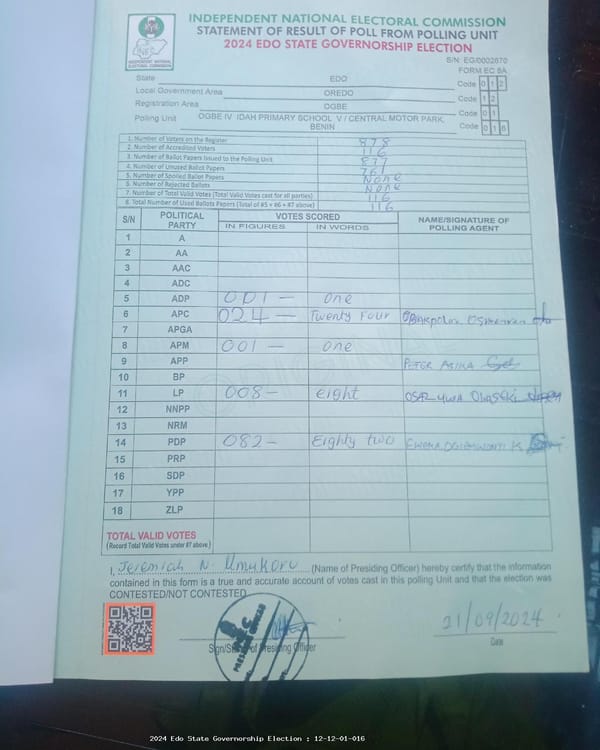 INDEPENDENT NATIONAL ELECTORAL COMMISSION
STATEMENT OF RESULT OF POLL FROM POLLING UNIT
2024 EDO STATE GOVERNORSHIP ELECTION
INDEPENDENT NATIONAL ELECTORAL COMMISSION
S/N: EG/0002670
FORM EC 8A
State EDO Code 1 2
Local Government Area OREDO Code 1 2
Registration Area OGBE Code 0 1
Polling Unit OGBE IV IDAH PRIMARY SCHOOL V / CENTRAL MOTOR PARK, BENIN Code 0 1 6
1. Number of Voters on the Register 878
2. Number of Accredited Voters 116
3. Number of Ballot Papers Issued to the Polling Unit 877
4. Number of Unused Ballot Papers 761
5. Number of Spoiled Ballot Papers None
6. Number of Rejected Ballots None
7. Number of Total Valid Votes (Total Valid Votes cast for all parties) 116
8. Total Number of Used Ballots Papers (Total of #5 + #6 + #7 above) 116
S/N POLITICAL PARTY VOTES SCORED NAME/SIGNATURE OF POLLING AGENT
IN FIGURES IN WORDS
1 A
2 AA
3 AAC
4 ADC
5 ADP 001 — one
6 APC 024 — Twenty Four
7 APGA
8 APM 001 — one
9 APP PETER
10 BP
11 LP 008 - eight
12 NNPP
13 NRM
14 PDP 082 - Eighty two
15 PRP
16 SDP
17 YPP
18 ZLP
TOTAL VALID VOTES
(Record Total Valid Votes under #7 above)
I, Jeremiah N. Umukoru (Name of Presiding Officer) hereby certify that the information
contained in this form is a true and accurate account of votes cast in this polling Unit and that the election was
CONTESTED/NOT CONTESTED
21/09/2024
Sign/Stamp of Presiding Officer Date
2024 Edo State Governorship Election : 12-12-01-016